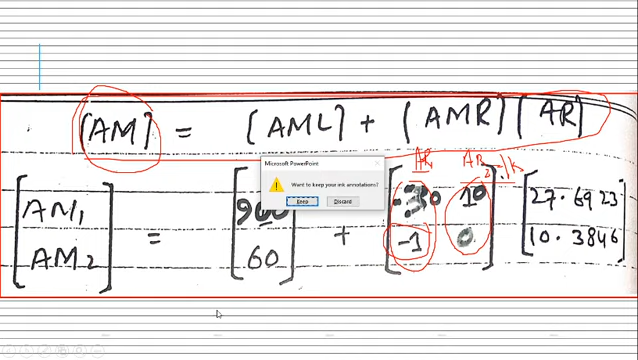 [AM] = [AML] + [AMR] [AR]
AR₁ AR₂
Microsoft PowerPoint
Want to keep your ink annotations?
Keep Discard
[AM₁ = [900 + [-30 10 [27.6923
AM₂] 60] -1 0] 10.3846]